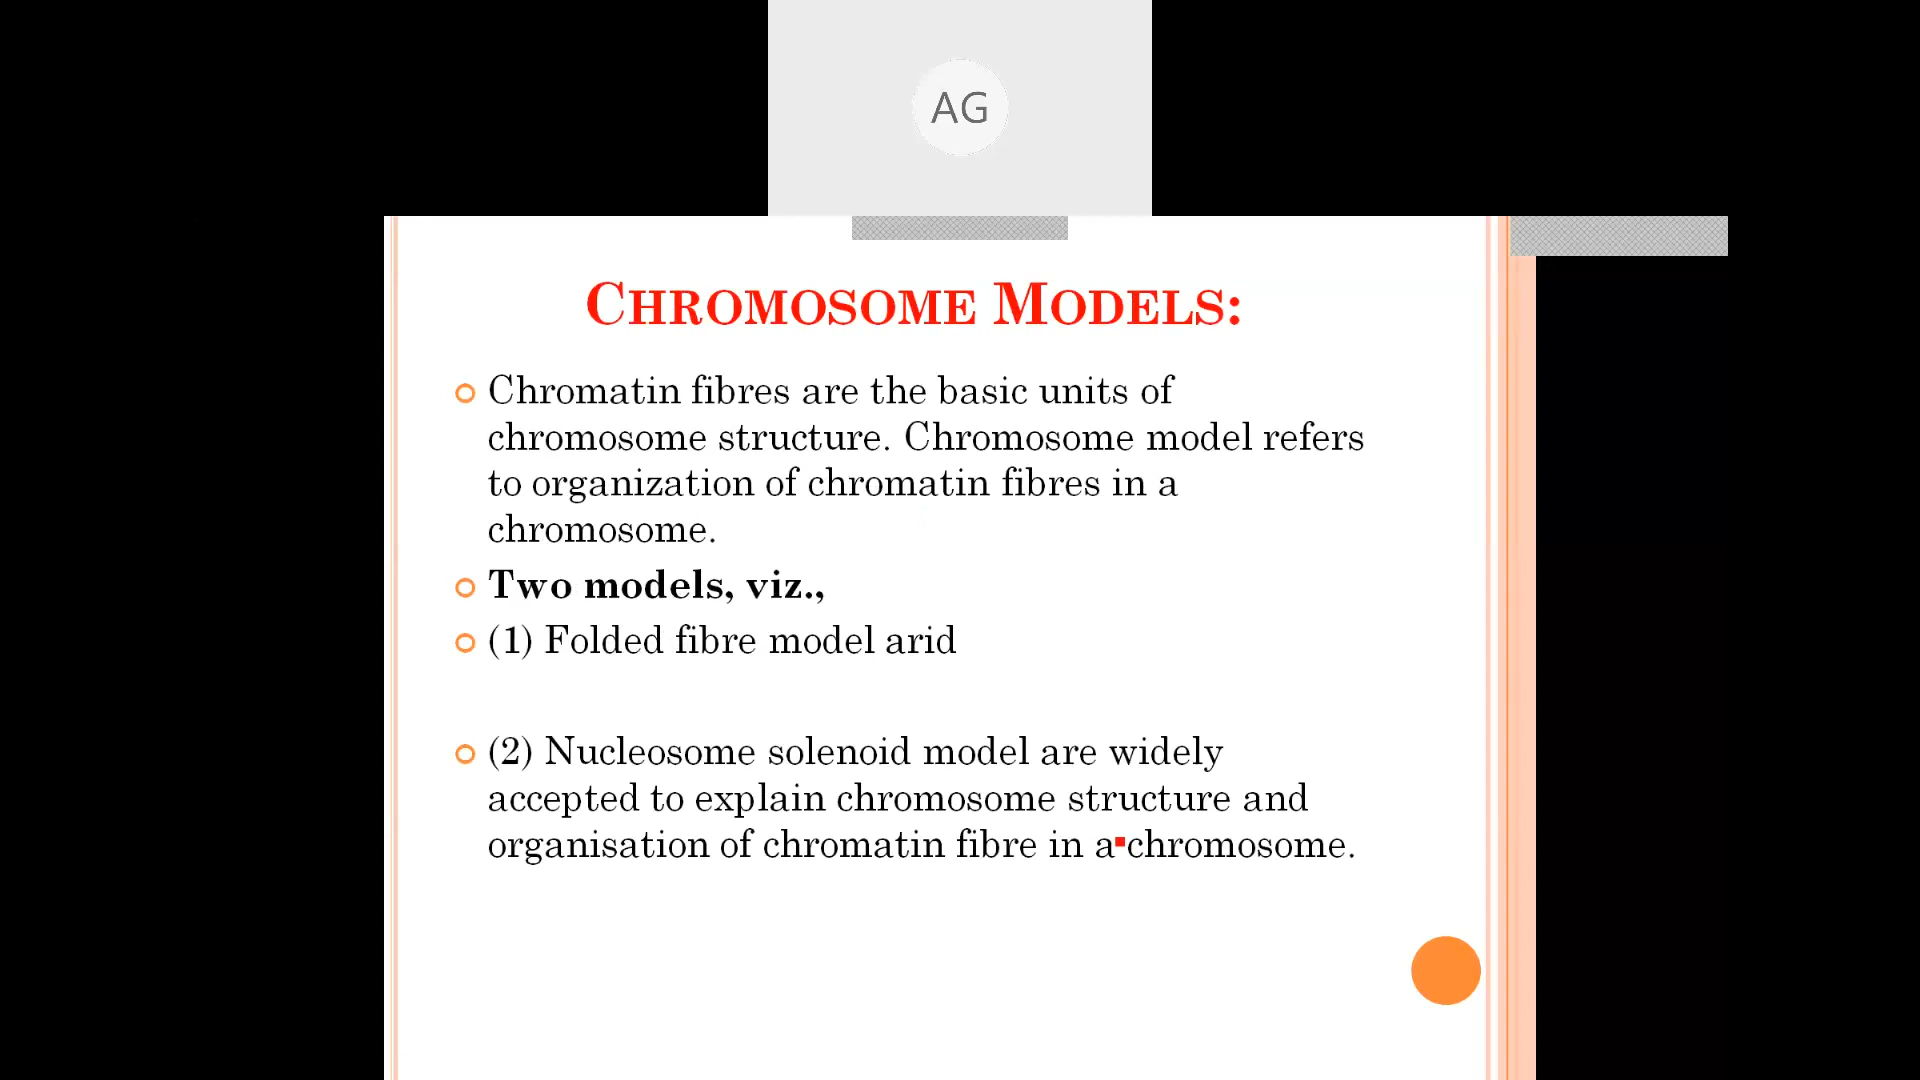 AG
CHROMOSOME MODELS:
Chromatin fibres are the basic units of
chromosome structure. Chromosome model refers
to organization of chromatin fibres in a
chromosome.
Two models, viz.,
(1) Folded fibre model arid
(2) Nucleosome solenoid model are widely
accepted to explain chromosome structure and
organisation of chromatin fibre in a chromosome.